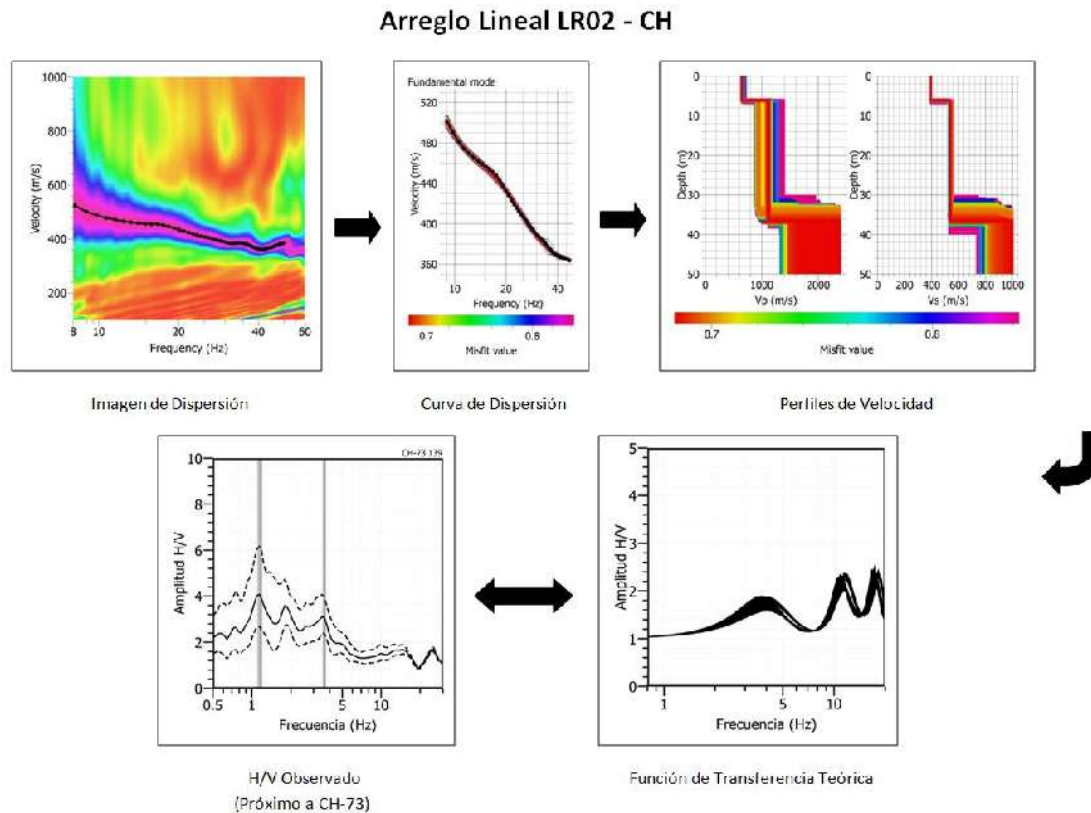 Arreglo Lineal LR02 - CH
1000
800
600
400
200
Velocity (m/s)
8 10 20 40 60
Frequency (Hz)
Imagen de Dispersión
Fundamental mode
520
480
440
400
360
Velocity (m/s)
10 20 40
Frequency (Hz)
0.7 0.8
Misfit value
Curva de Dispersión
0
10
20
30
40
50
Depth (m)
0 1000 2000
Vp (m/s)
0
10
20
30
40
50
Depth (m)
0 200 400 600 800 1000
Vs (m/s)
0.7 0.8
Misfit value
Perfiles de Velocidad
CH-73 139
10
8
6
4
2
0
Amplitud H/V
0.5 1 5 10
Frecuencia (Hz)
H/V Observado
(Próximo a CH-73)
5
4
3
2
1
0
Amplitud H/V
1 5 10
Frecuencia (Hz)
Función de Transferencia Teórica